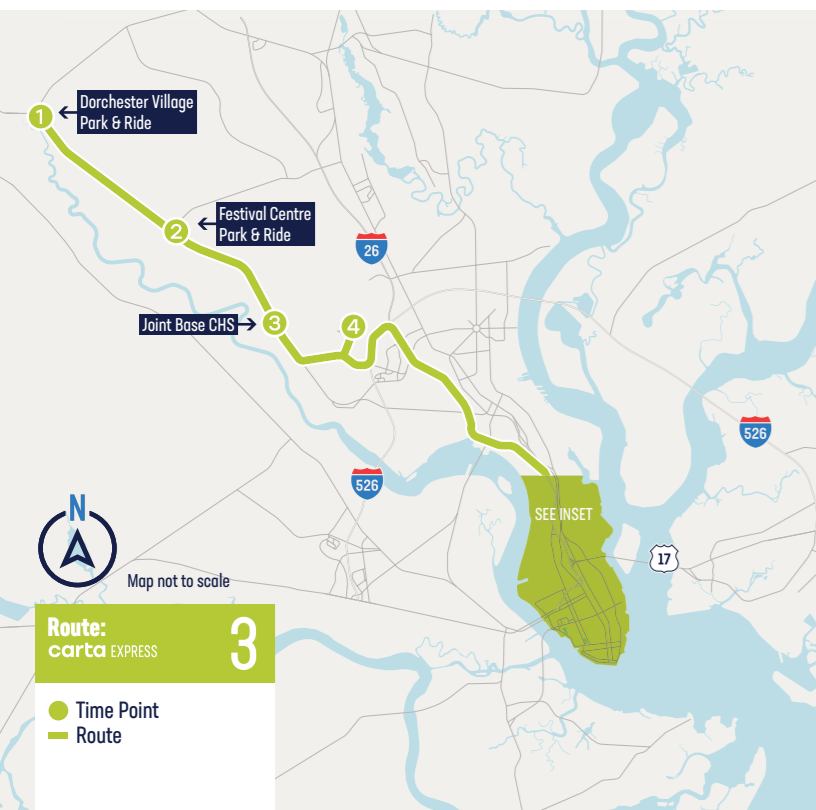 1
Dorchester Village
Park & Ride
2
Festival Centre
Park & Ride
26
Joint Base CHS
3
4
526
526
SEE INSET
17
N
Map not to scale
Route:
carta EXPRESS
3
Time Point
Route